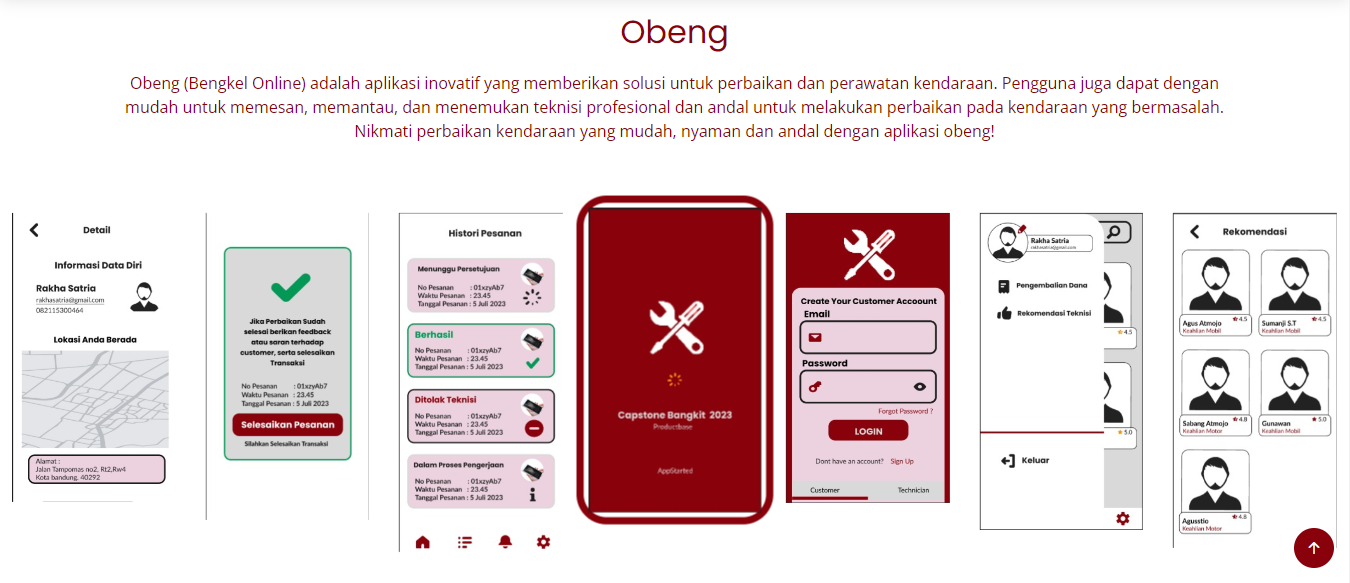 Obeng
Obeng (Bengkel Online) adalah aplikasi inovatif yang memberikan solusi untuk perbaikan dan perawatan kendaraan. Pengguna juga dapat dengan
mudah untuk memesan, memantau, dan menemukan teknisi profesional dan andal untuk melakukan perbaikan pada kendaraan yang bermasalah.
Nikmati perbaikan kendaraan yang mudah, nyaman dan andal dengan aplikasi obeng!
Detail
Informasi Data Diri
Rakha Satria
rakhasatria@gmail.com
082115300464
Lokasi Anda Berada
Alamat :
Jalan Tampomas no2, Rt2,Rw4
Kota bandung, 40292
Jika Perbaikan Sudah
selesai berikan feedback
atau saran terhadap
customer, serta selesaikan
Transaksi
No Pesanan : 01xzyAb7
Waktu Pesanan : 23.45
Tanggal Pesanan : 5 Juli 2023
Selesaikan Pesanan
Silahkan Selesaikan Transaksi
Histori Pesanan
Menunggu Persetujuan
No Pesanan : 01xzyAb7
Waktu Pesanan : 23.45
Tanggal Pesanan : 5 Juli 2023
Berhasil
No Pesanan : 01xzyAb7
Waktu Pesanan : 23.45
Tanggal Pesanan : 5 Juli 2023
Ditolak Teknisi
No Pesanan : 01xzyAb7
Waktu Pesanan : 23.45
Tanggal Pesanan : 5 Juli 2023
Dalam Proses Pengerjaan
No Pesanan : 01xzyAb7
Waktu Pesanan : 23.45
Tanggal Pesanan : 5 Juli 2023
Capstone Bangkit 2023
Productbase
AppStarted
Create Your Customer Accoount
Email
Password
Forgot Password ?
LOGIN
Dont have an account? Sign Up
Customer Technician
Rakha Satria
rakhasatria@gmail.com
Pengembalian Dana
Rekomendasi Teknisi
4.5
5.0
Keluar
Rekomendasi
Agus Atmojo 4.5
Keahlian Mobil
Sumanji S.T 4.5
Keahlian Mobil
Sabang Atmojo 4.8
Keahlian Motor
Gunawan 5.0
Keahlian Mobil
Agusstio 4.8
Keahlian Motor